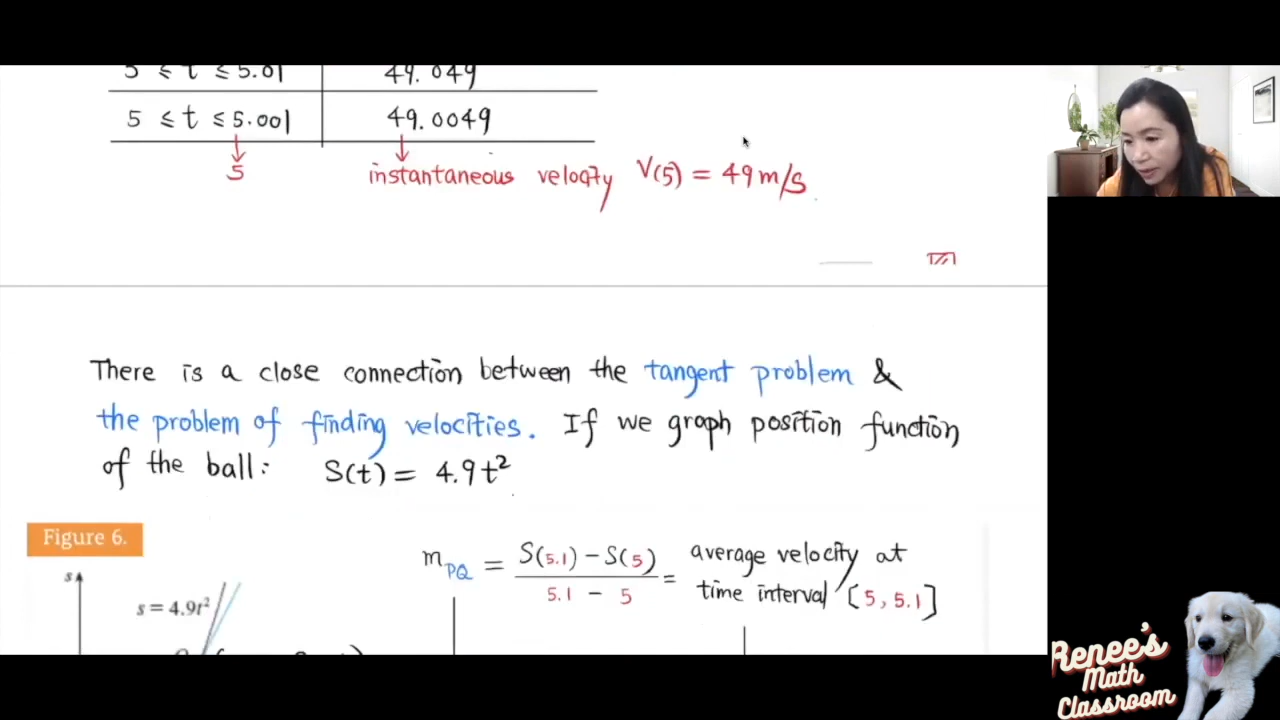 5 ≤ t ≤ 5.01 49.049
5 ≤ t ≤ 5.001 49.0049
5 instantaneous velocity V(5) = 49 m/s
There is a close connection between the tangent problem &
the problem of finding velocities. If we graph position function
of the ball: S(t) = 4.9t²
Figure 6.
m_PQ = (S(5.1) - S(5)) / (5.1 - 5) = average velocity at
time interval [5, 5.1]
s
s = 4.9t²
Renee's
Math
Classroom